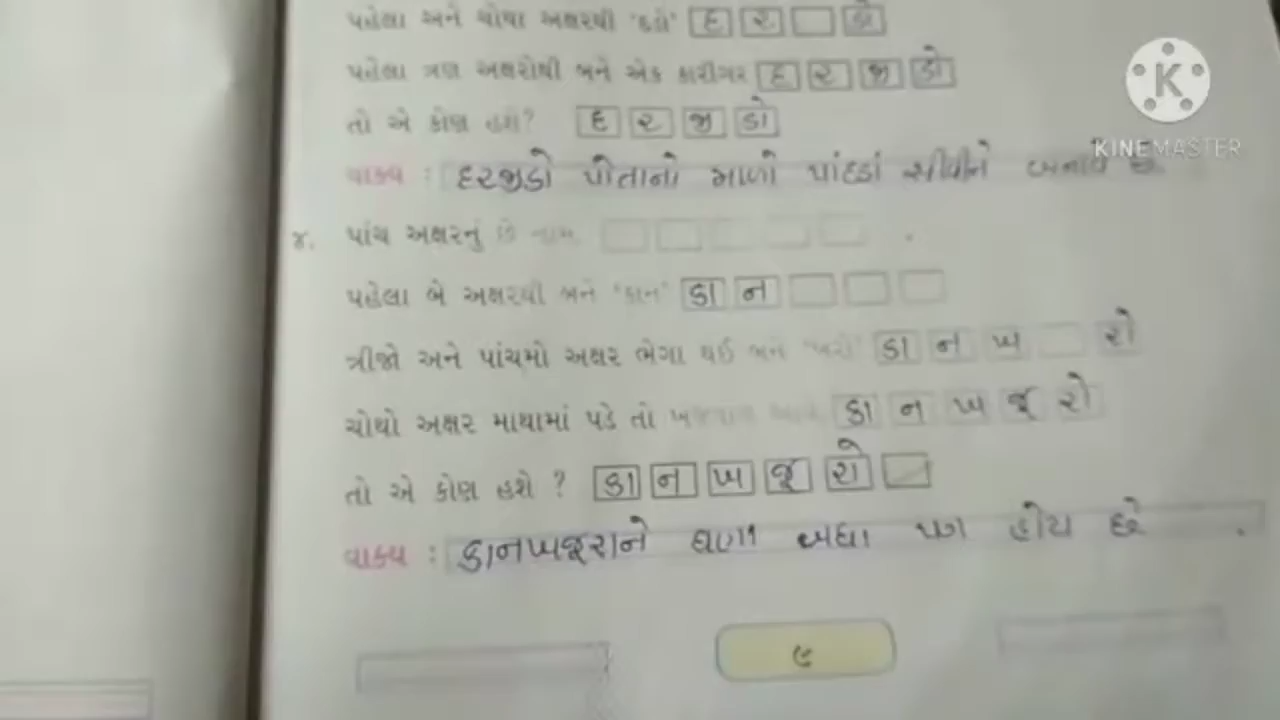 પહેલા અને ચોથા અક્ષરથી 'દડો' દ ર ડો
પહેલા ત્રણ અક્ષરોથી બને એક કારીગર દ ર જી ડો
તો એ કોણ હશે? દ ર જી ડો
વાક્ય : દરજીડો પોતાનો માળો પાંદડાં સીવીને બનાવે છે.
૪. પાંચ અક્ષરનું છે નામ
પહેલા બે અક્ષરથી બને 'કાન' કા ન
ત્રીજો અને પાંચમો અક્ષર ભેગા થઈ બને 'ખરો' કા ન ખ રો
ચોથો અક્ષર માથામાં પડે તો કા ન ખ જૂ રો
તો એ કોણ હશે ? કા ન ખ જૂ રો
વાક્ય : કાનખજૂરાને ઘણા બધા પગ હોય છે .
૯
K
KINEMASTER